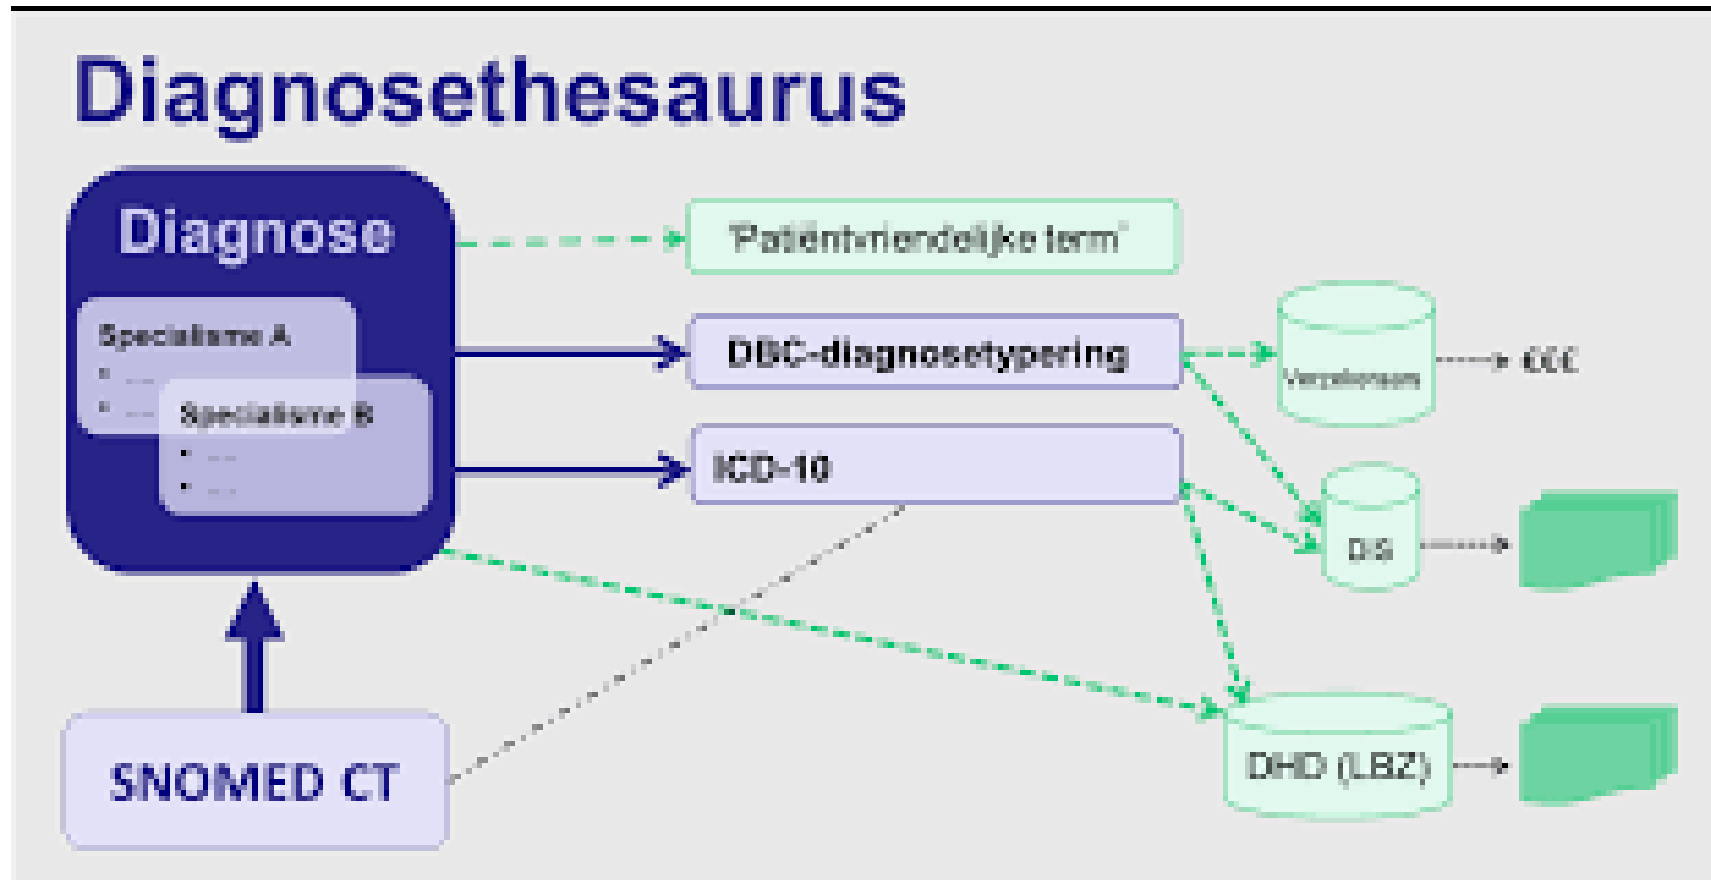 Diagnosethesaurus
Diagnose
Specialisme A
• ...
• ...
Specialisme B
• ...
• ...
'Patiëntvriendelijke term'
DBC-diagnosetypering
ICD-10
SNOMED CT
Verzekeraars
€€€
DIS
DHD (LBZ)